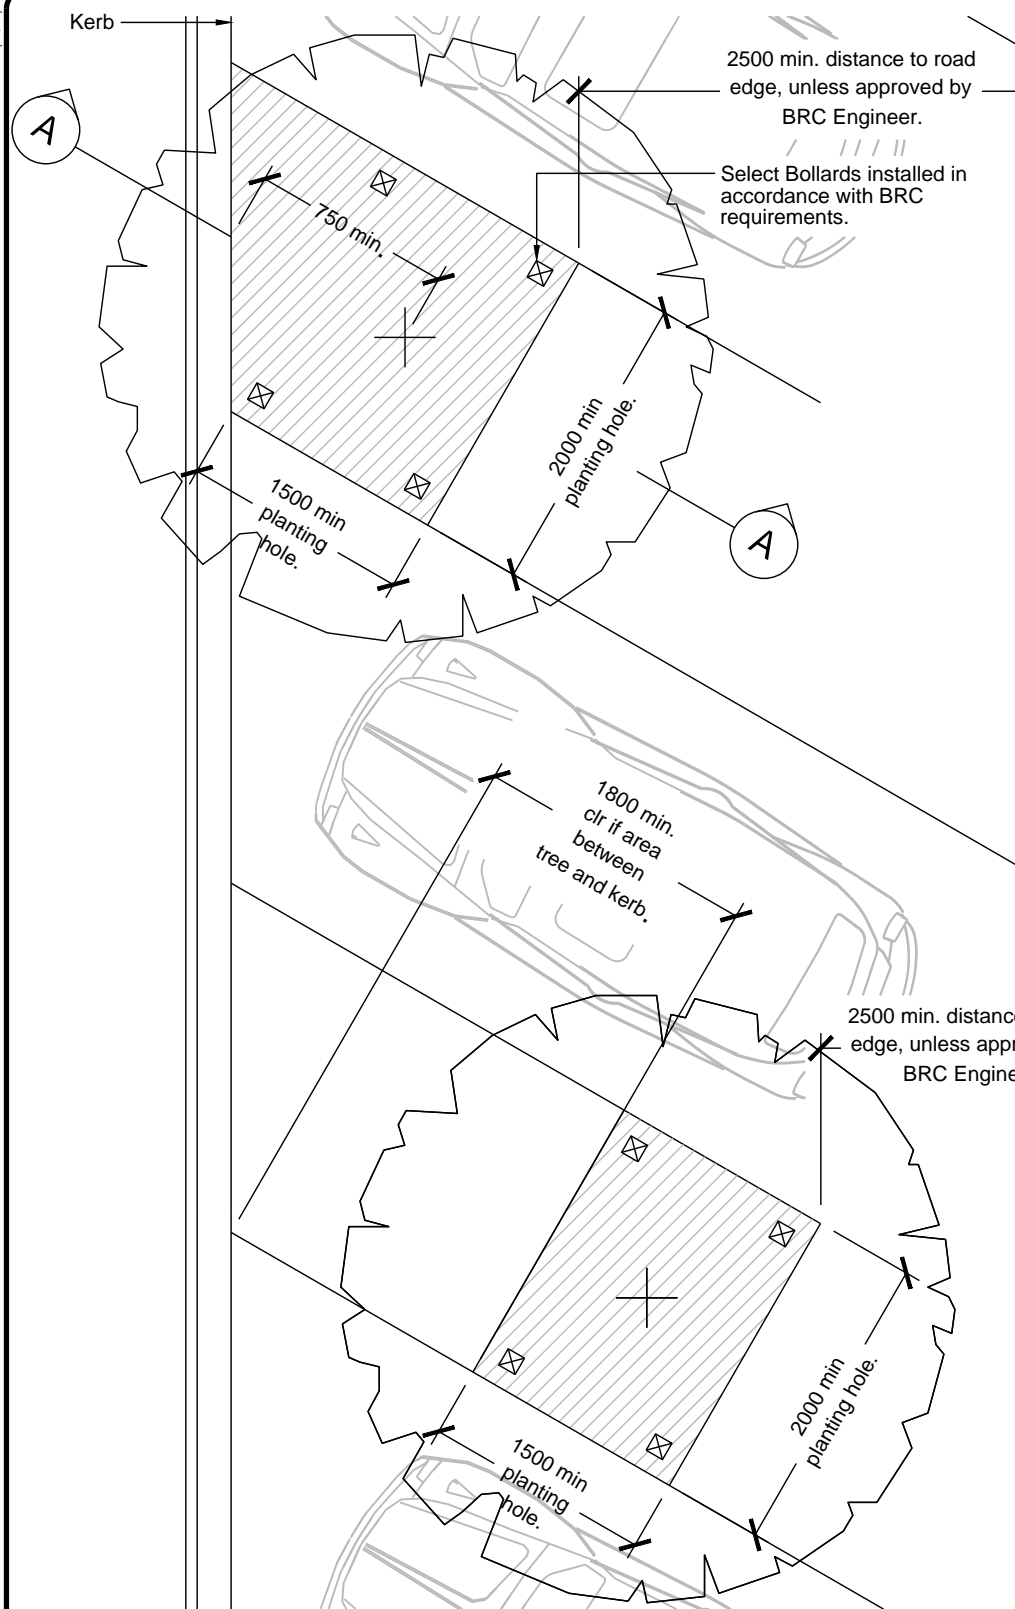 Kerb
2500 min. distance to road
edge, unless approved by
BRC Engineer.
A
Select Bollards installed in
accordance with BRC
requirements.
750 min.
2000 min
planting hole.
1500 min
planting
hole.
A
1800 min.
clr if area
between
tree and kerb.
2500 min. distance
edge, unless appr
BRC Engine
2000 min
planting hole.
1500 min
planting
hole.